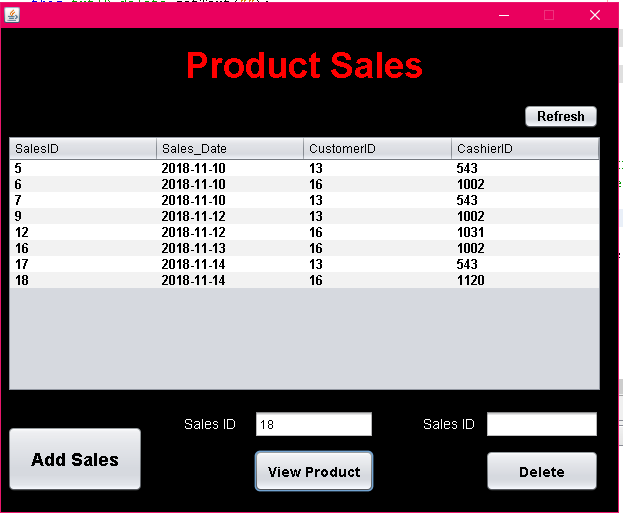 Product Sales
Refresh
SalesID Sales_Date CustomerID CashierID
5 2018-11-10 13 543
6 2018-11-10 16 1002
7 2018-11-10 13 543
9 2018-11-12 13 1002
12 2018-11-12 16 1031
16 2018-11-13 16 1002
17 2018-11-14 13 543
18 2018-11-14 16 1120
Sales ID 18 Sales ID
Add Sales View Product Delete